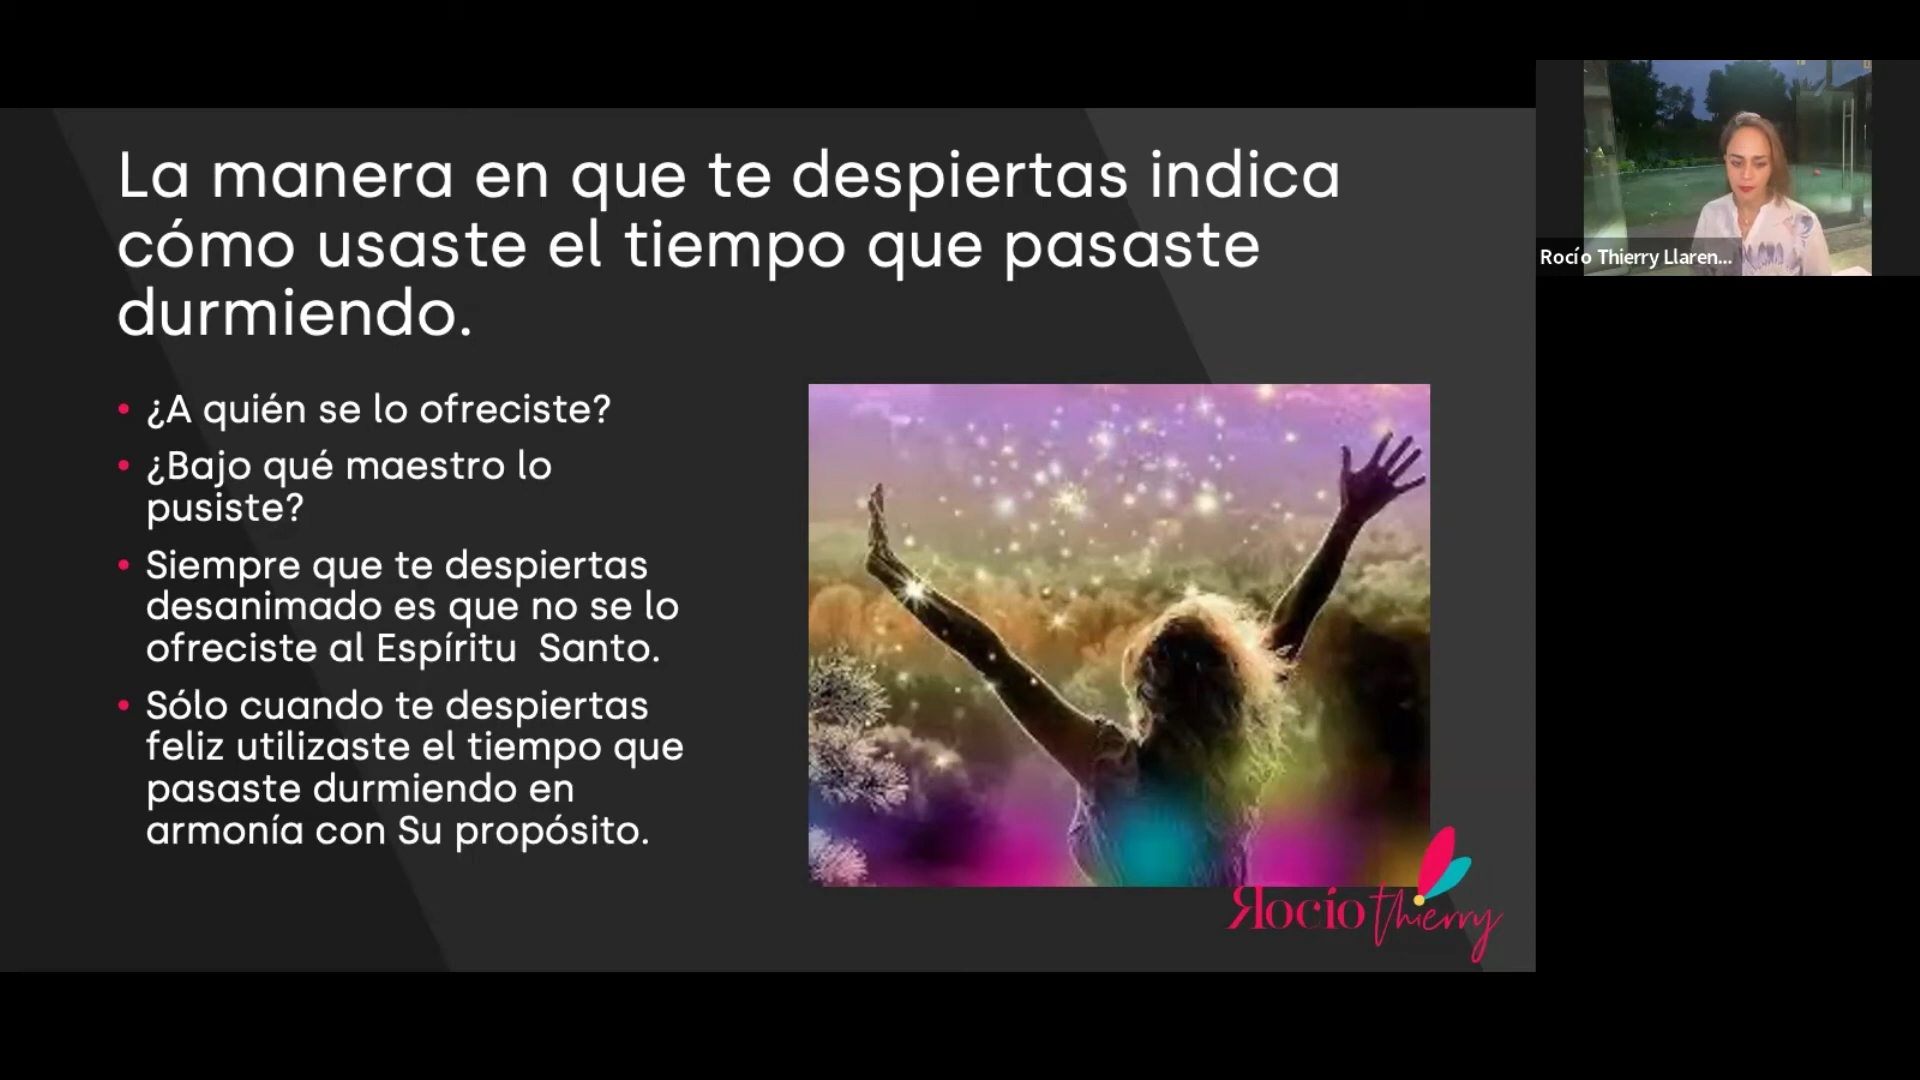 La manera en que te despiertas indica
cómo usaste el tiempo que pasaste
durmiendo.
• ¿A quién se lo ofreciste?
• ¿Bajo qué maestro lo
pusiste?
• Siempre que te despiertas
desanimado es que no se lo
ofreciste al Espíritu  Santo.
• Sólo cuando te despiertas
feliz utilizaste el tiempo que
pasaste durmiendo en
armonía con Su propósito.
Rocío Thierry
Rocío Thierry Llaren...